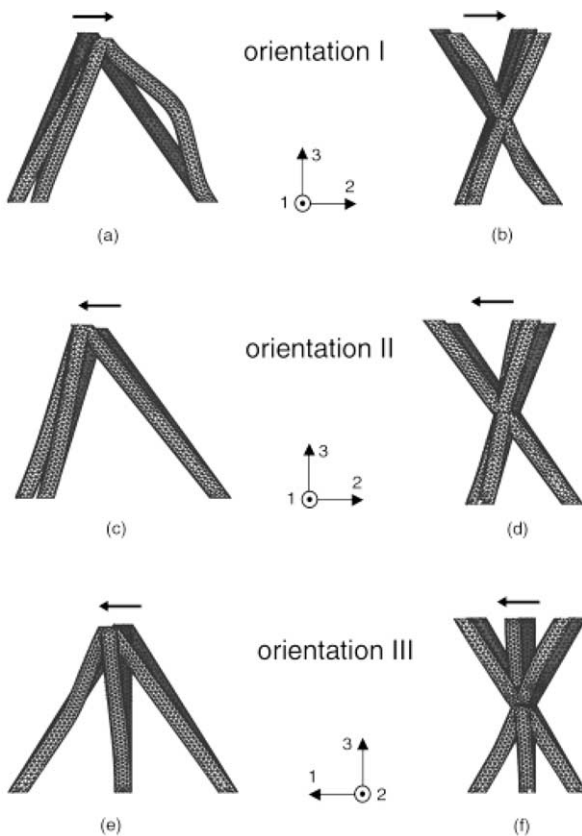 orientation I
3
1
2
(a)
(b)
orientation II
3
1
2
(c)
(d)
orientation III
3
1
2
(e)
(f)